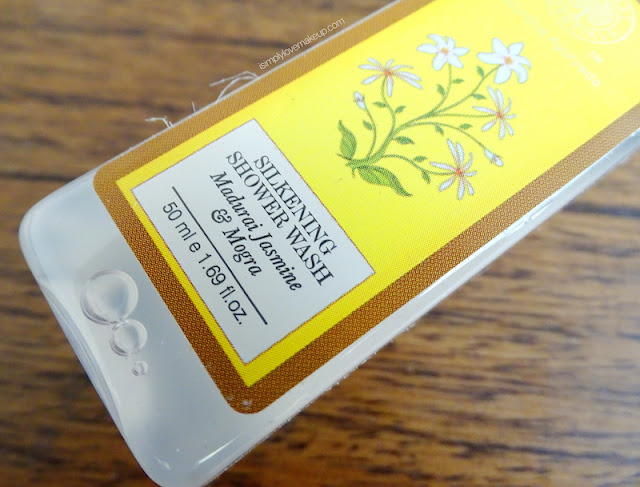 isimplylovemakeup.com
SILKENING
SHOWER WASH
Madurai Jasmine
& Mogra
50 ml e 1.69 fl.oz.